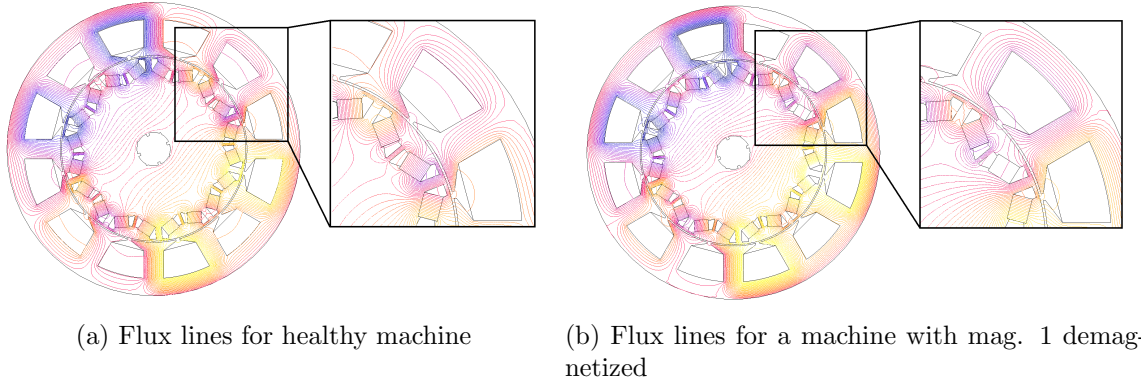 (a) Flux lines for healthy machine
(b) Flux lines for a machine with mag. 1 demag-
netized